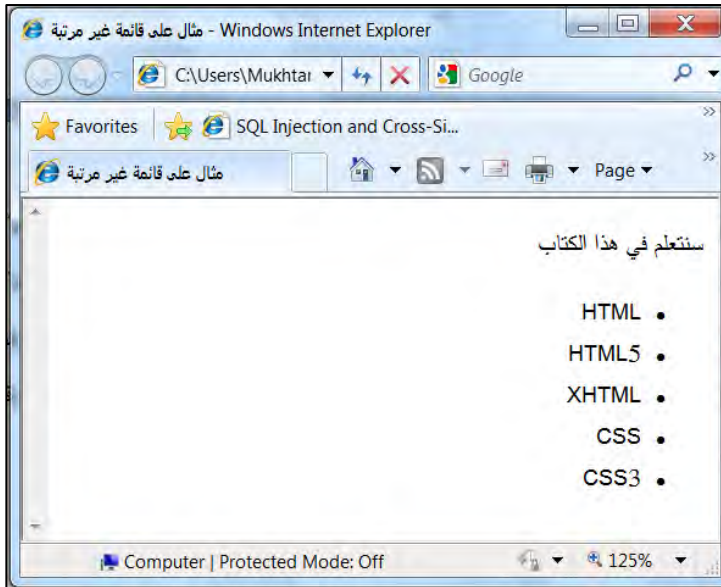 مثال على قائمة غير مرتبة - Windows Internet Explorer
C:\Users\Mukhtar Google
Favorites SQL Injection and Cross-Si...
مثال على قائمة غير مرتبة Page
سنتعلم في هذا الكتاب
• HTML
• HTML5
• XHTML
• CSS
• CSS3
Computer | Protected Mode: Off 125%